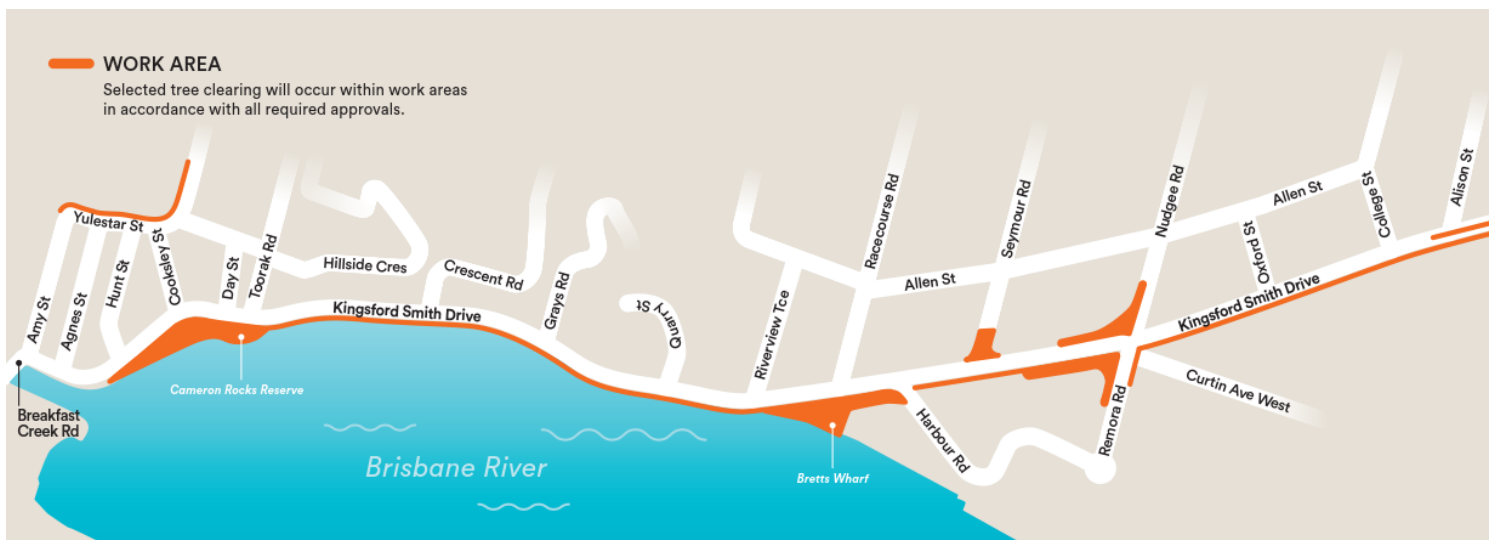 WORK AREA
Selected tree clearing will occur within work areas
in accordance with all required approvals.
Yulestar St
Amy St
Agnes St
Hunt St
Cooksley St
Day St
Toorak Rd
Hillside Cres
Crescent Rd
Grays Rd
Quarry St
Kingsford Smith Drive
Riverview Tce
Racecourse Rd
Allen St
Seymour Rd
Nudgee Rd
Allen St
Oxford St
College St
Alison St
Kingsford Smith Drive
Curtin Ave West
Remora Rd
Harbour Rd
Cameron Rocks Reserve
Breakfast
Creek Rd
Brisbane River
Bretts Wharf